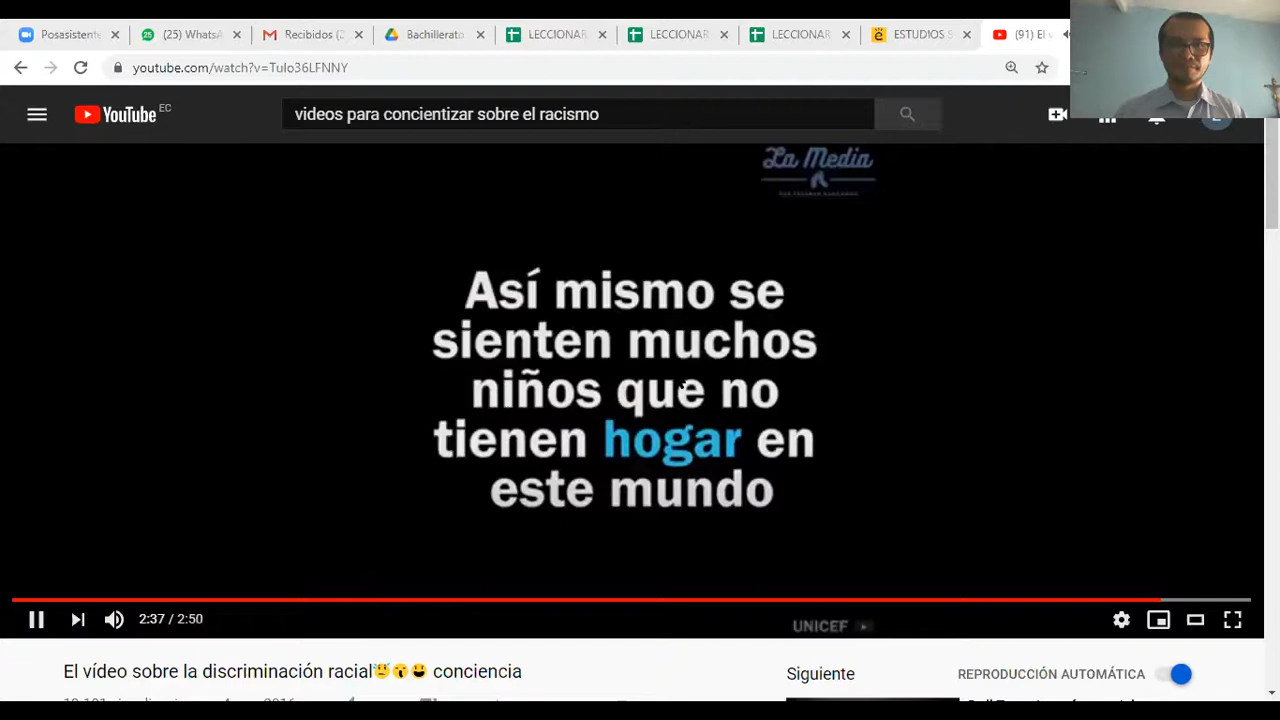 Posasistente
(23) WhatsA
Recibidos (2
Bachillerato
LECCIONAR
LECCIONAR
LECCIONAR
ESTUDIOS S
(91) El v
youtube.com/watch?v=Tulo36LFNNY
YouTube EC
videos para concientizar sobre el racismo
La Media
Así mismo se
sienten muchos
niños que no
tienen hogar en
este mundo
2:37 / 2:50
UNICEF
El vídeo sobre la discriminación racial😢😮😃 conciencia
Siguiente
REPRODUCCIÓN AUTOMÁTICA